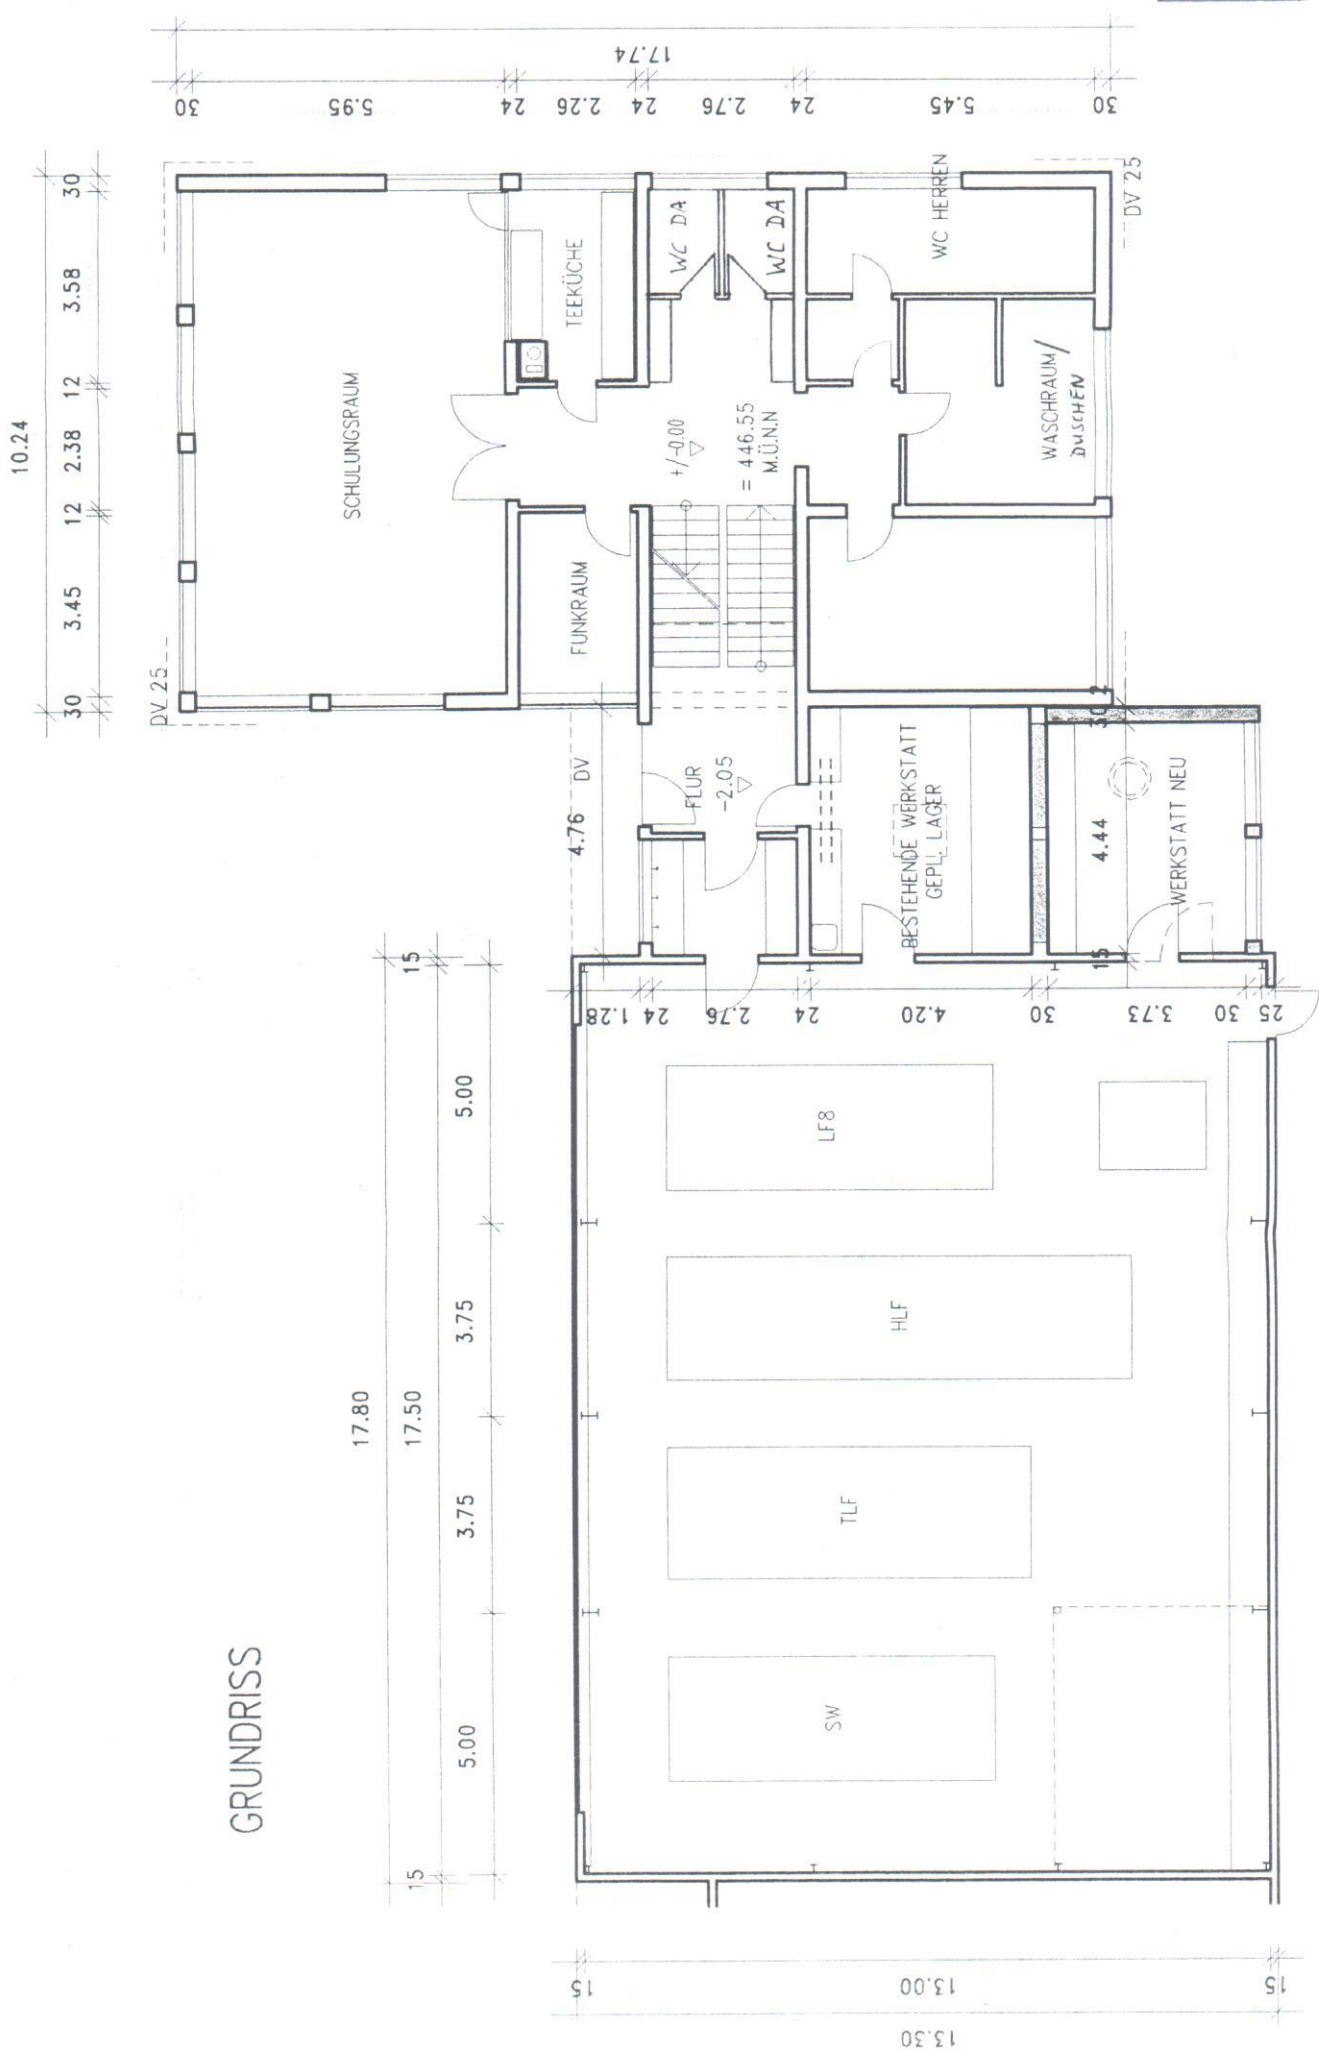 GRUNDRISS
10.24
30
3.45
12
2.38
12
3.58
30
17.80
15
17.50
15
5.00
3.75
3.75
5.00
17.74
30
5.95
24
2.26
24
2.76
24
5.45
30
DV 25
DV 25
SCHULUNGSRAUM
TEEKÜCHE
FUNKRAUM
WC DA
WC DA
WC HERREN
WASCHRAUM/
DUSCHEN
+/-0.00
= 446.55
M.Ü.N.N
4.76
DV
FLUR
-2.05
BESTEHENDE WERKSTATT
GEPL. LAGER
WERKSTATT NEU
4.44
15
1.28
24
2.76
24
4.20
30
3.73
30
25
LF8
HLF
TLF
SW
15
13.00
15
13.30